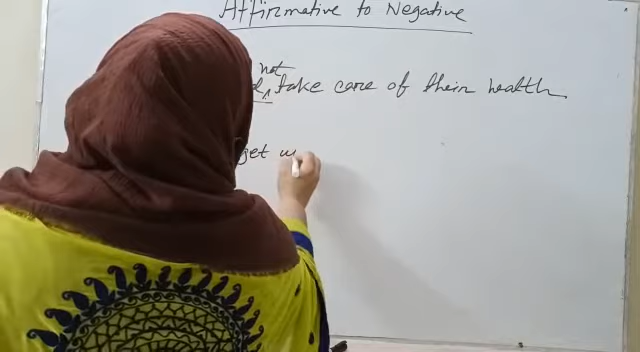 Affirmative to Negative
not
take care of their health
get